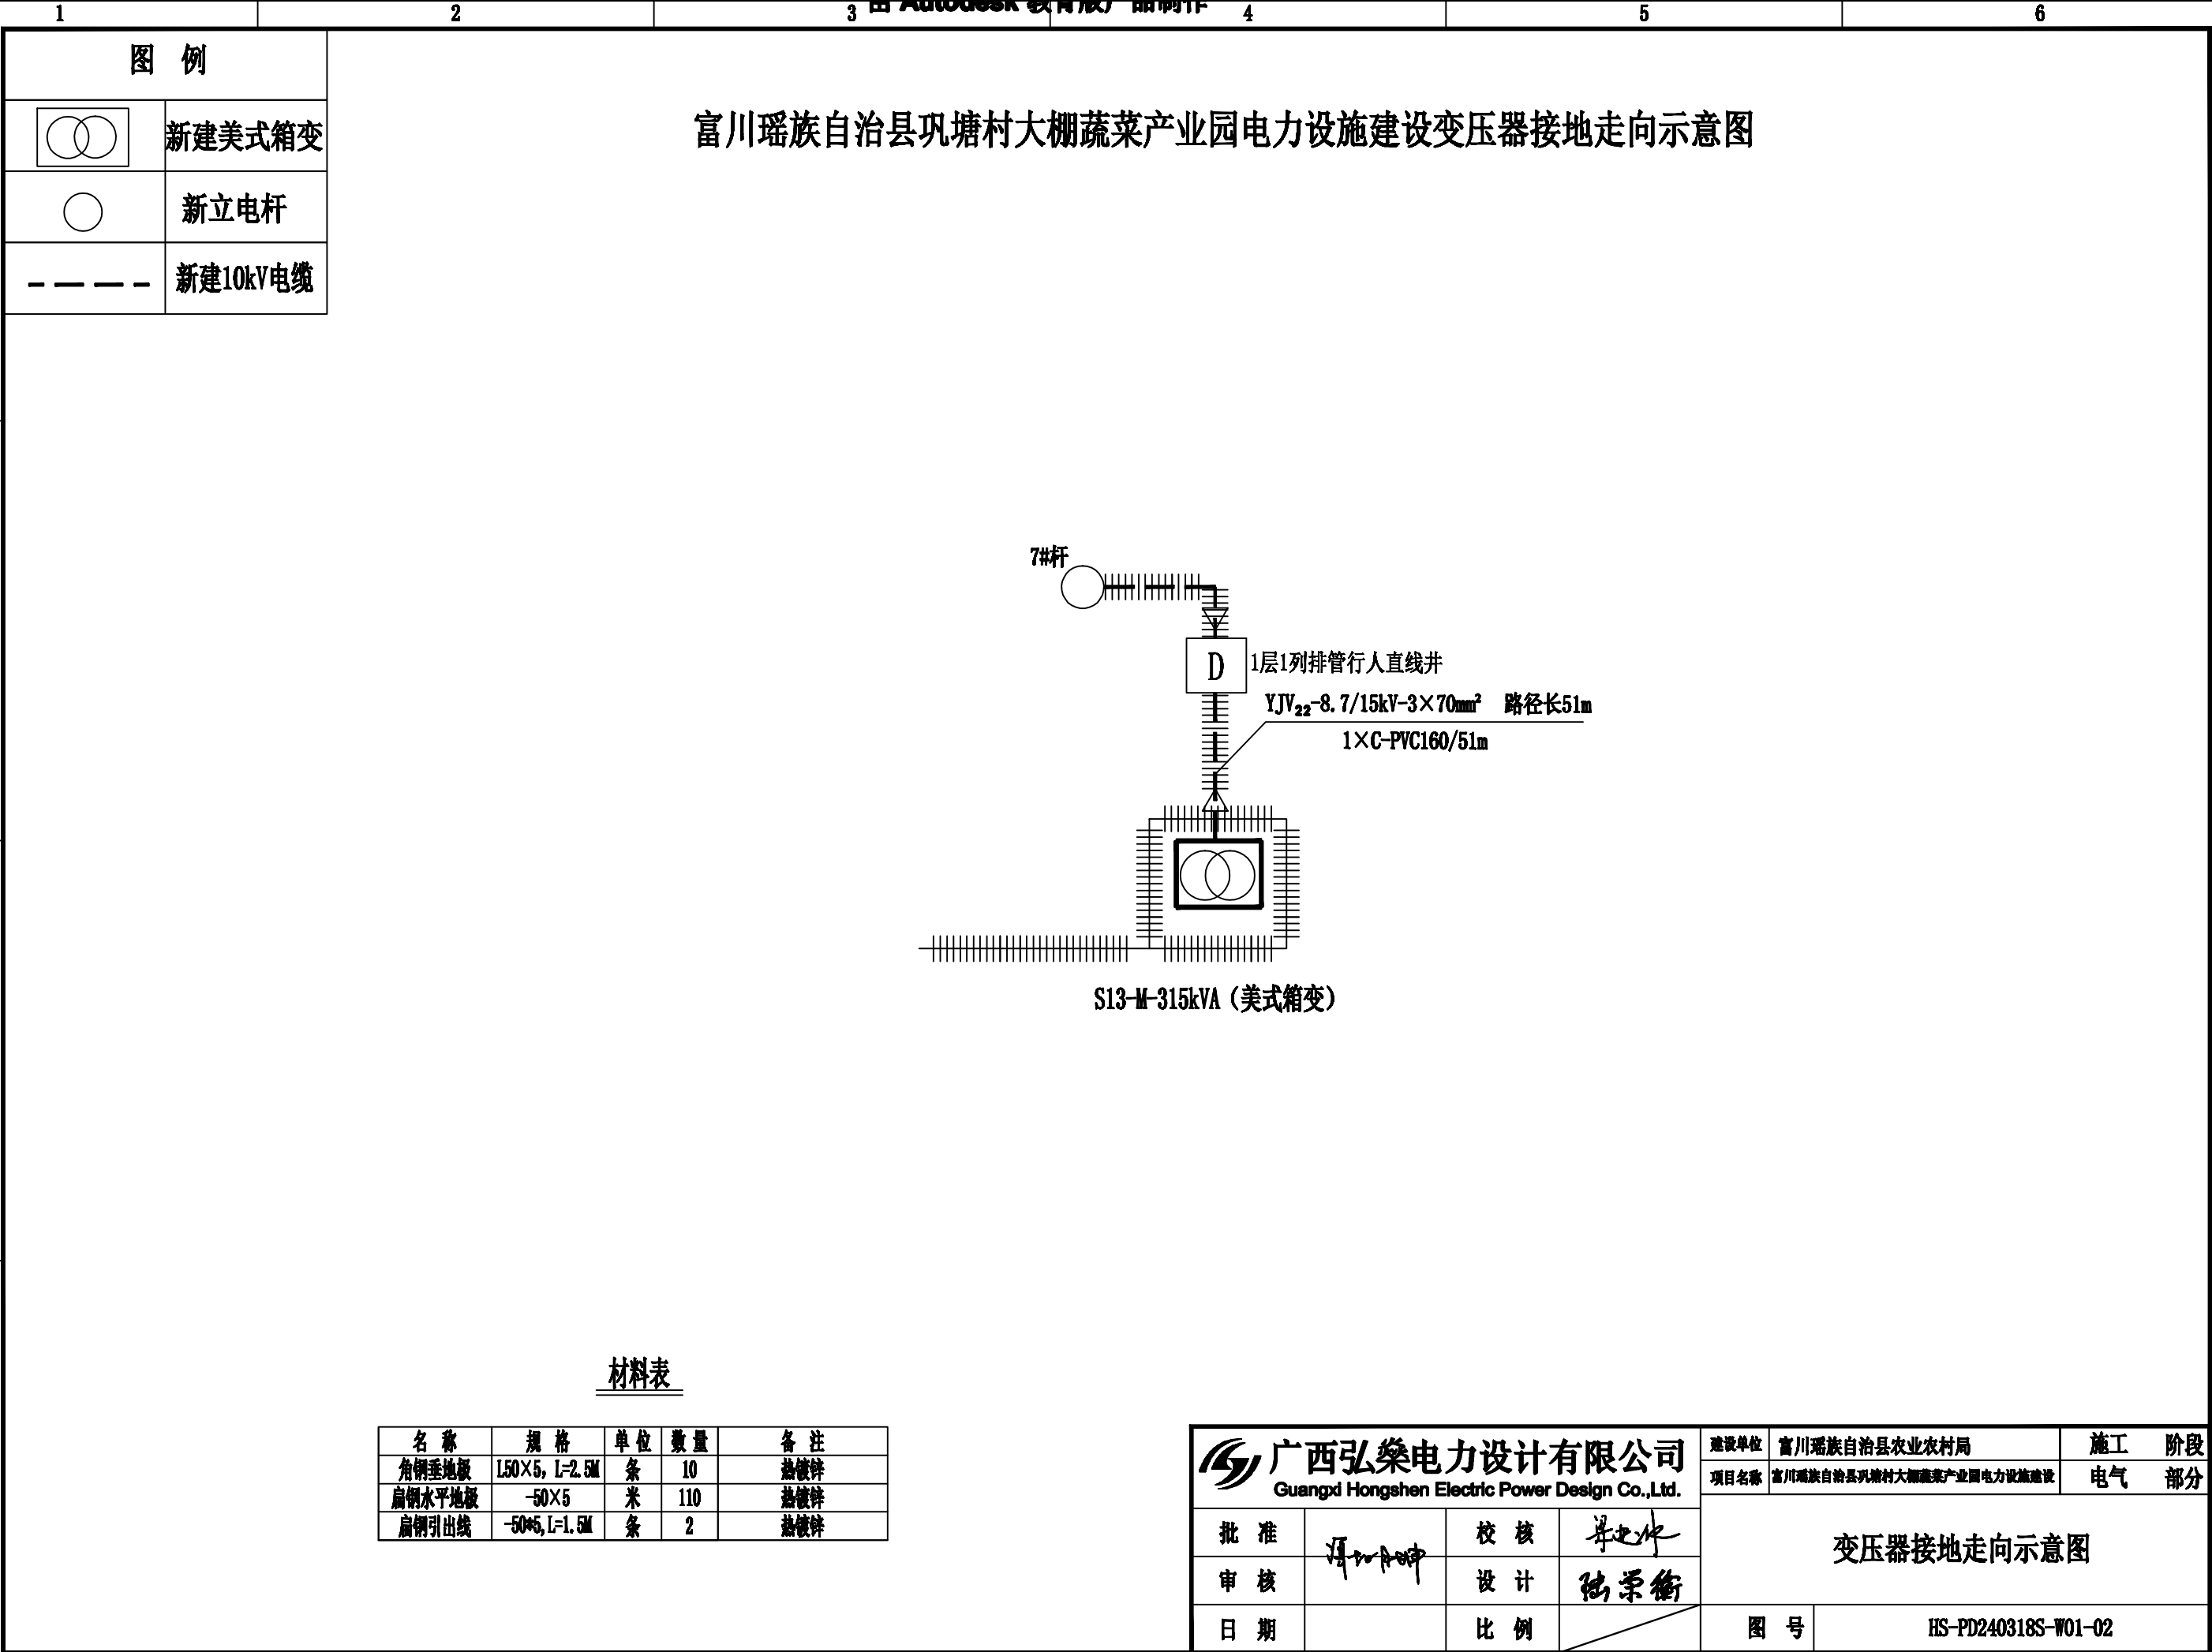 1 2 3 4 5 6
由 Autodesk 教育版产品制作
图 例
新建美式箱变
新立电杆
新建10kV电缆
富川瑶族自治县巩塘村大棚蔬菜产业园电力设施建设变压器接地走向示意图
7#杆
D
1层1列排管行人直线井
YJV₂₂-8.7/15kV-3×70mm² 路径长51m
1×C-PVC160/51m
S13-M-315kVA（美式箱变）
材料表
名 称 规 格 单 位 数 量 备 注
角钢垂地极 L50×5, L=2.5M 条 10 热镀锌
扁钢水平地极 -50×5 米 110 热镀锌
扁钢引出线 -50*5,L=1.5M 条 2 热镀锌
广西弘燊电力设计有限公司
Guangxi Hongshen Electric Power Design Co.,Ltd.
建设单位 富川瑶族自治县农业农村局 施工 阶段
项目名称 富川瑶族自治县巩塘村大棚蔬菜产业园电力设施建设 电气 部分
批 准 校 核
审 核 设 计
日 期 比 例
变压器接地走向示意图
图 号 HS-PD240318S-W01-02